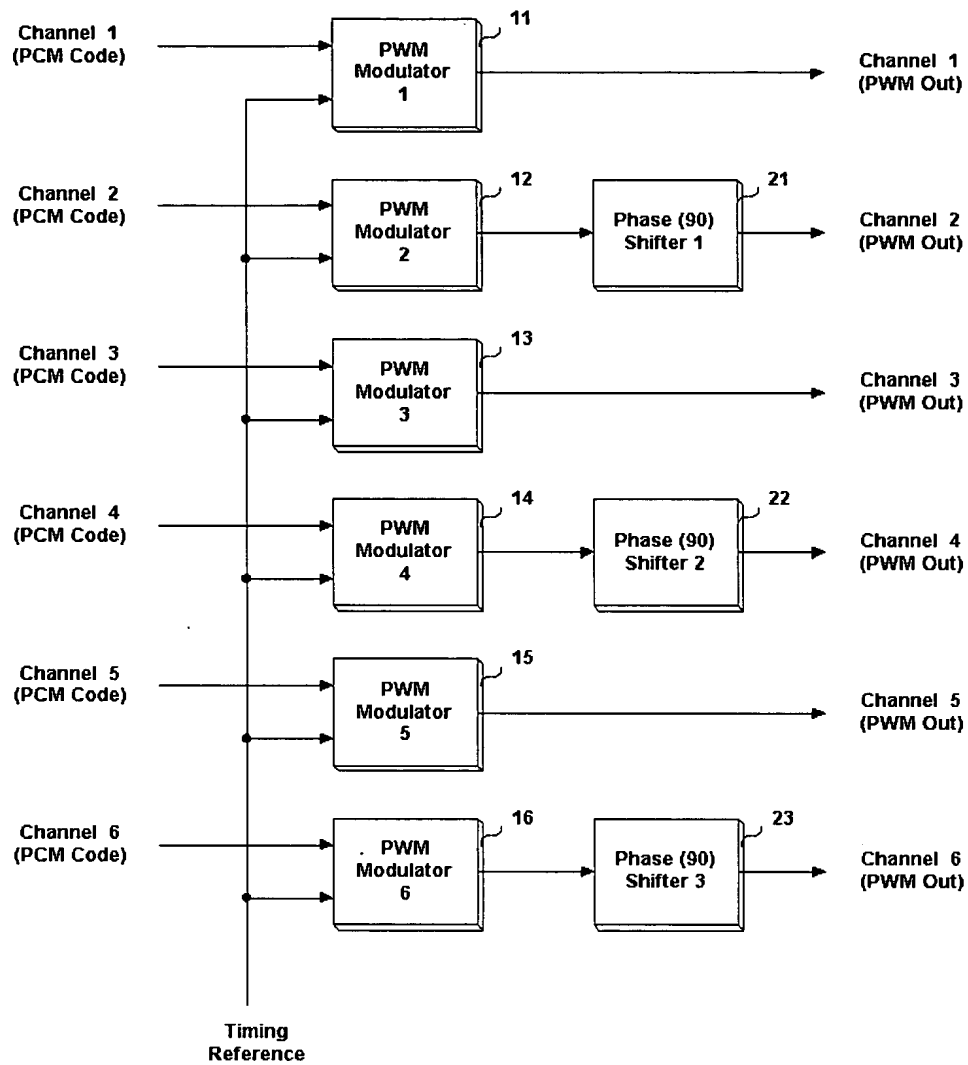 Channel 1
(PCM Code)
PWM
Modulator
1
11
Channel 1
(PWM Out)
Channel 2
(PCM Code)
PWM
Modulator
2
12
Phase (90)
Shifter 1
21
Channel 2
(PWM Out)
Channel 3
(PCM Code)
PWM
Modulator
3
13
Channel 3
(PWM Out)
Channel 4
(PCM Code)
PWM
Modulator
4
14
Phase (90)
Shifter 2
22
Channel 4
(PWM Out)
Channel 5
(PCM Code)
PWM
Modulator
5
15
Channel 5
(PWM Out)
Channel 6
(PCM Code)
PWM
Modulator
6
16
Phase (90)
Shifter 3
23
Channel 6
(PWM Out)
Timing
Reference